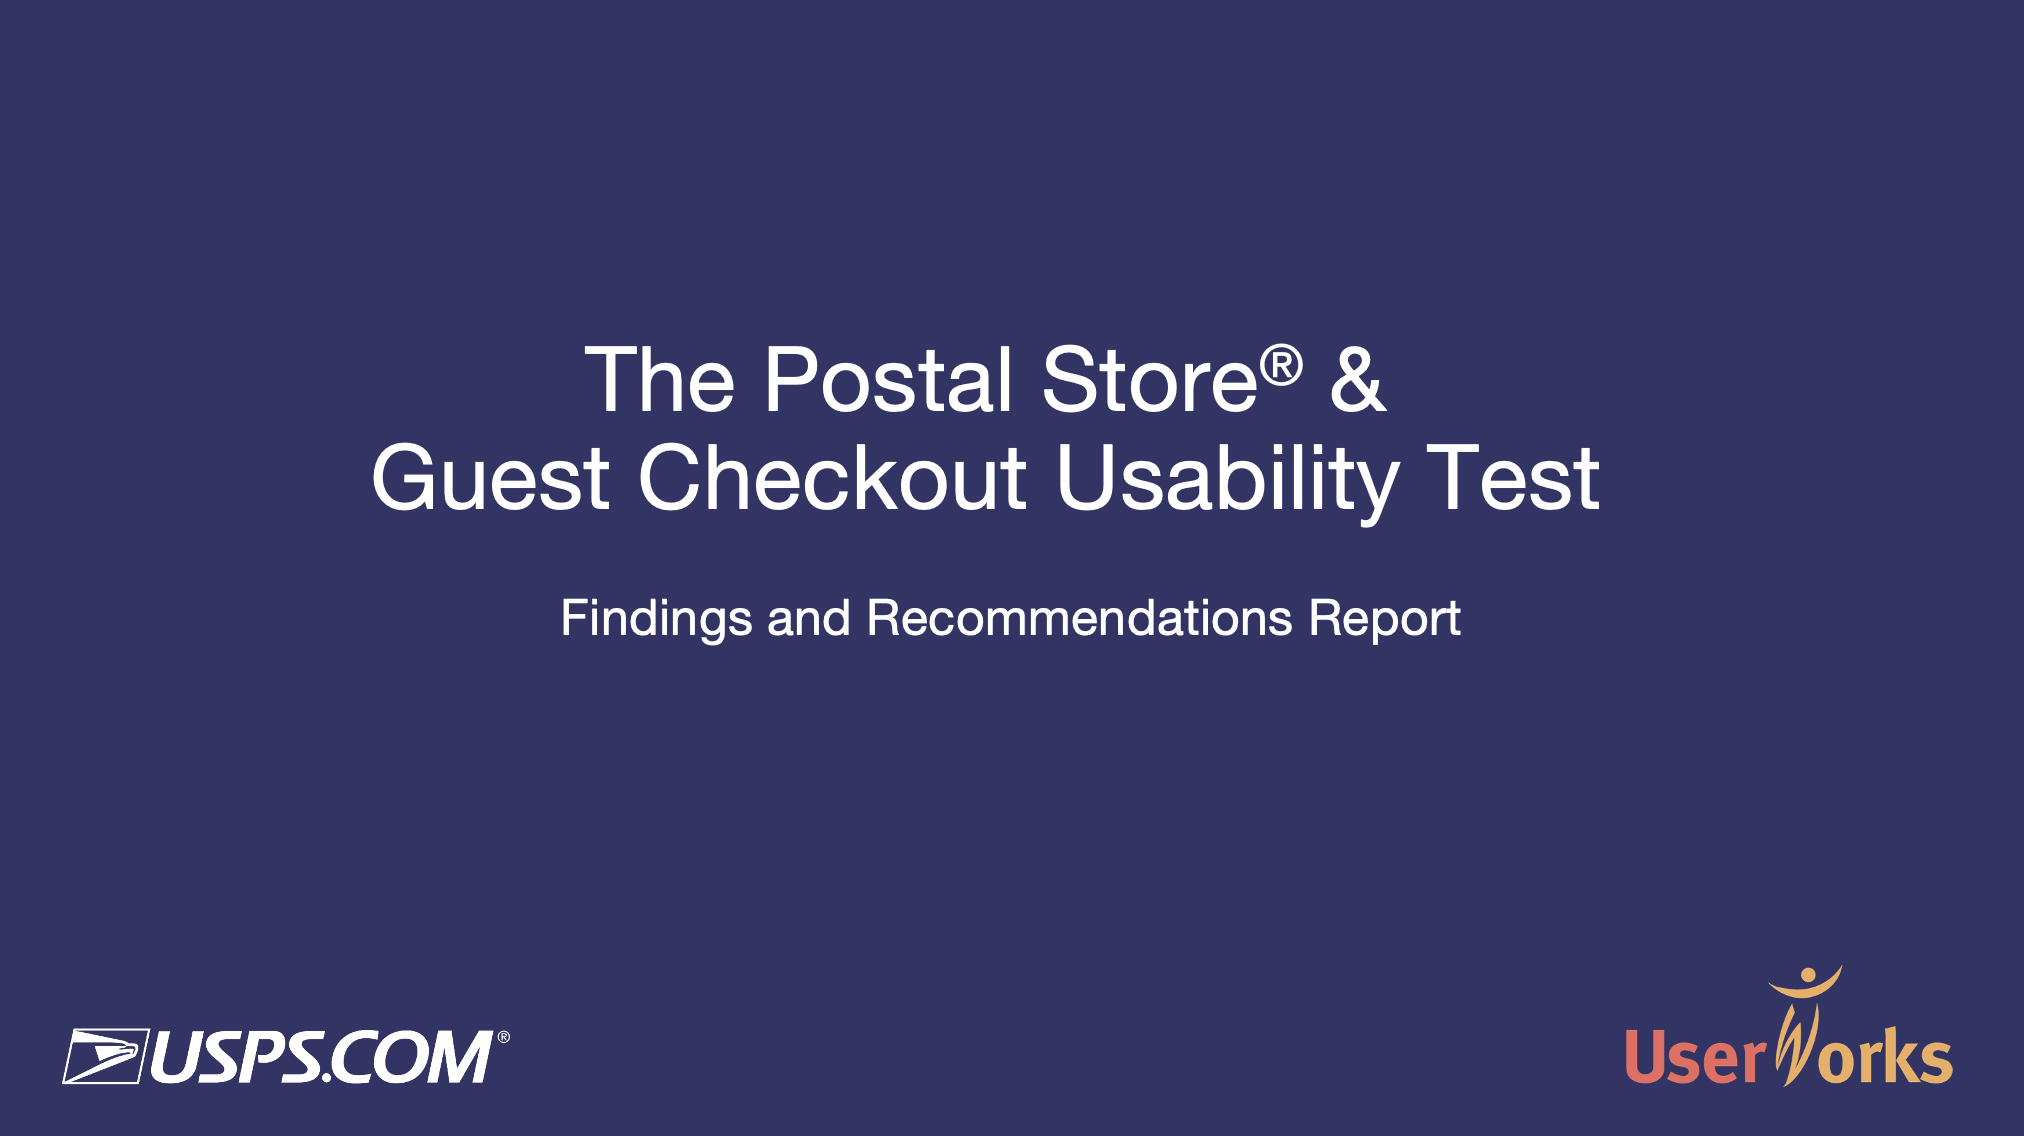 The Postal Store® &
Guest Checkout Usability Test
Findings and Recommendations Report
USPS.COM®
UserWorks